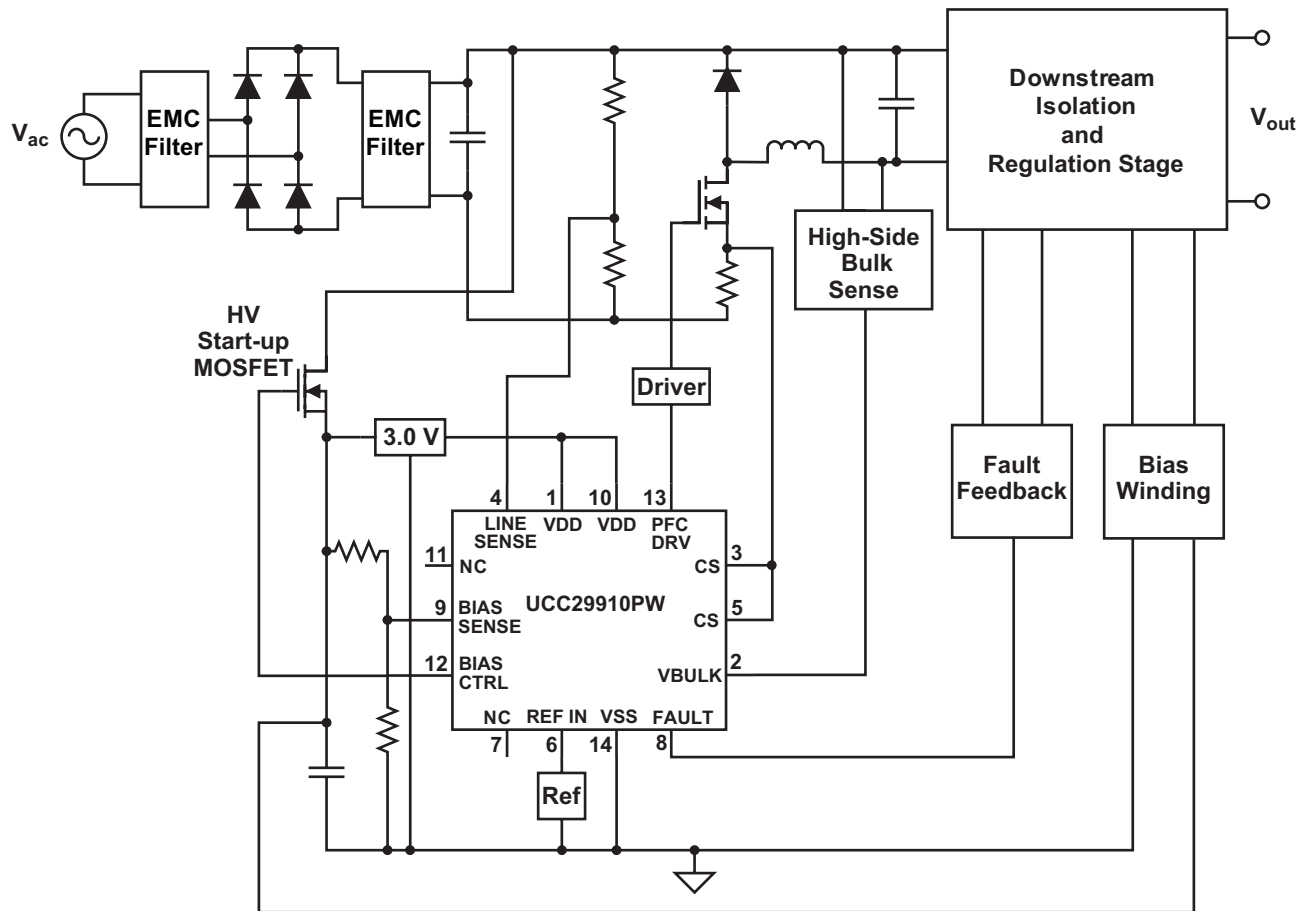 Vac
EMC
Filter
EMC
Filter
Downstream
Isolation
and
Regulation Stage
Vout
High-Side
Bulk
Sense
HV
Start-up
MOSFET
Driver
3.0 V
Fault
Feedback
Bias
Winding
4
1
10
13
LINE
SENSE
VDD
VDD
PFC
DRV
11
NC
3
CS
UCC29910PW
9
BIAS
SENSE
5
CS
12
BIAS
CTRL
2
VBULK
NC
REF IN
VSS
FAULT
7
6
14
8
Ref